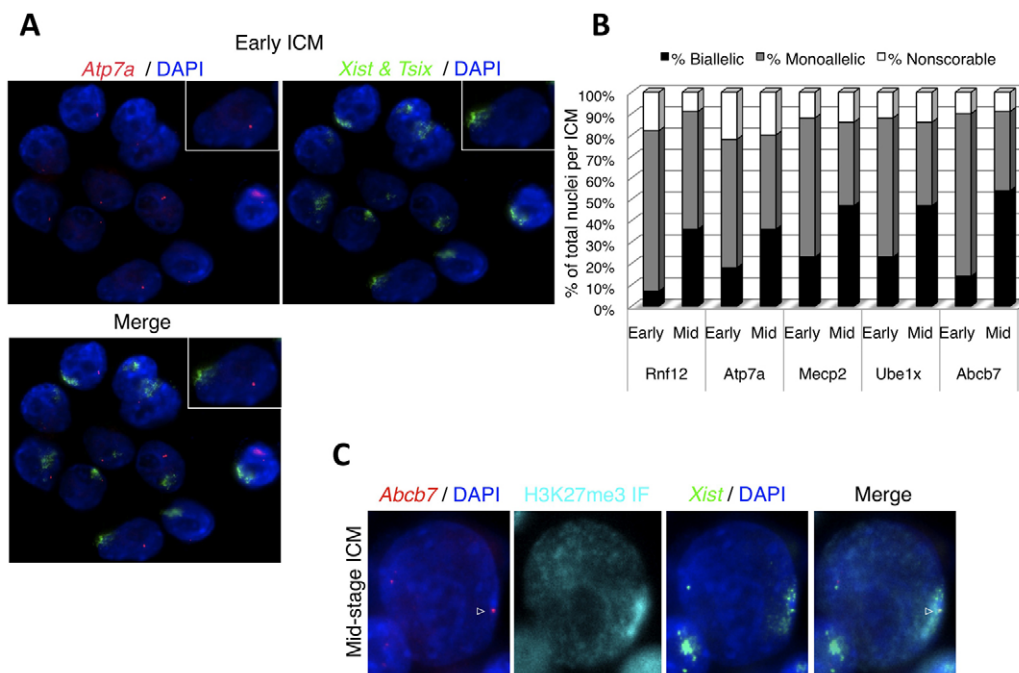 A
Early ICM
Atp7a / DAPI
Xist & Tsix / DAPI
Merge
B
% Biallelic % Monoallelic % Nonscorable
% of total nuclei per ICM
100%
90%
80%
70%
60%
50%
40%
30%
20%
10%
0%
Early Mid Early Mid Early Mid Early Mid Early Mid
Rnf12 Atp7a Mecp2 Ube1x Abcb7
C
Abcb7 / DAPI H3K27me3 IF Xist / DAPI Merge
Mid-stage ICM